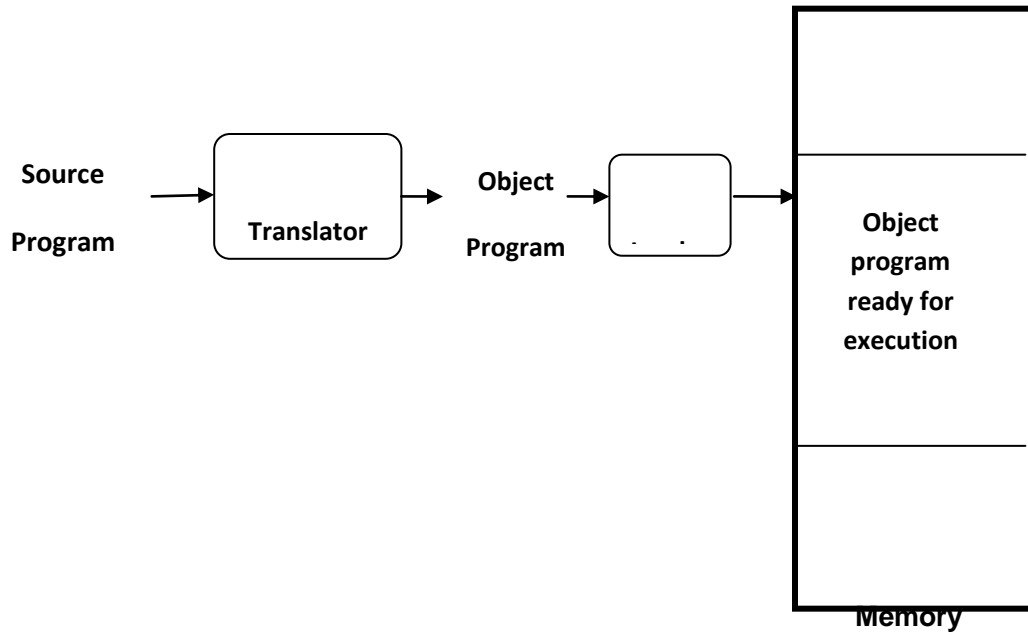 Source
Program
Translator
Object
Program
Object
program
ready for
execution
Memory